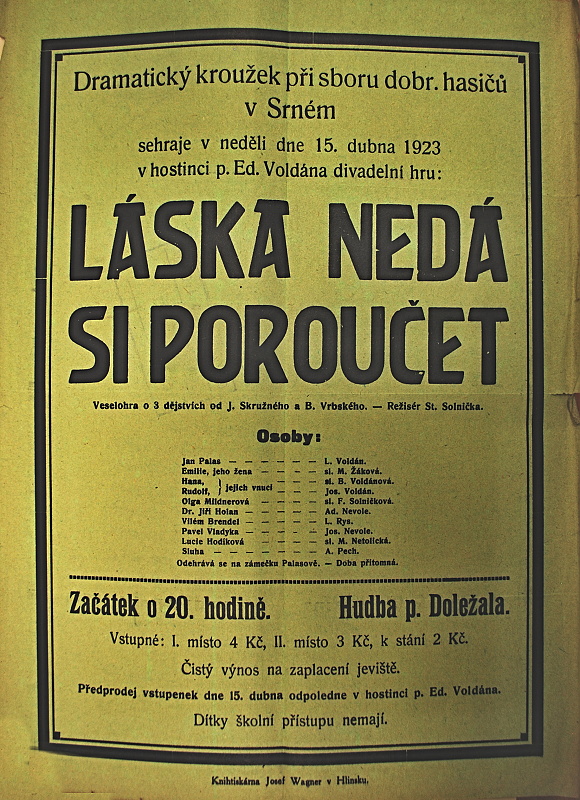 Dramatický kroužek při sboru dobr. hasičů
v Srném
sehraje v neděli dne 15. dubna 1923
v hostinci p. Ed. Voldána divadelní hru:
LÁSKA NEDÁ
SI POROUČET
Veselohra o 3 dějstvích od J. Skružného a B. Vrbského. — Režisér St. Solnička.
Osoby:
Jan Palas — — — — — — L. Voldán.
Emilie, jeho žena — — — — sl. M. Žáková.
Hana, } jejich vnuci — — — sl. B. Voldánová.
Rudolf, } jejich vnuci — — — Jos. Voldán.
Olga Mildnerová — — — — sl. F. Solničková.
Dr. Jiří Holan — — — — — Ad. Nevole.
Vilém Brendel — — — — — L. Rys.
Pavel Vladyka — — — — — Jos. Nevole.
Lucie Hodíková — — — — sl. M. Netolická.
Sluha — — — — — — A. Pech.
Odehrává se na zámečku Palasově. — Doba přítomná.
Začátek o 20. hodině. Hudba p. Doležala.
Vstupné: I. místo 4 Kč, II. místo 3 Kč, k stání 2 Kč.
Čistý výnos na zaplacení jeviště.
Předprodej vstupenek dne 15. dubna odpoledne v hostinci p. Ed. Voldána.
Dítky školní přístupu nemají.
Knihtiskárna Josef Wagner v Hlinsku.